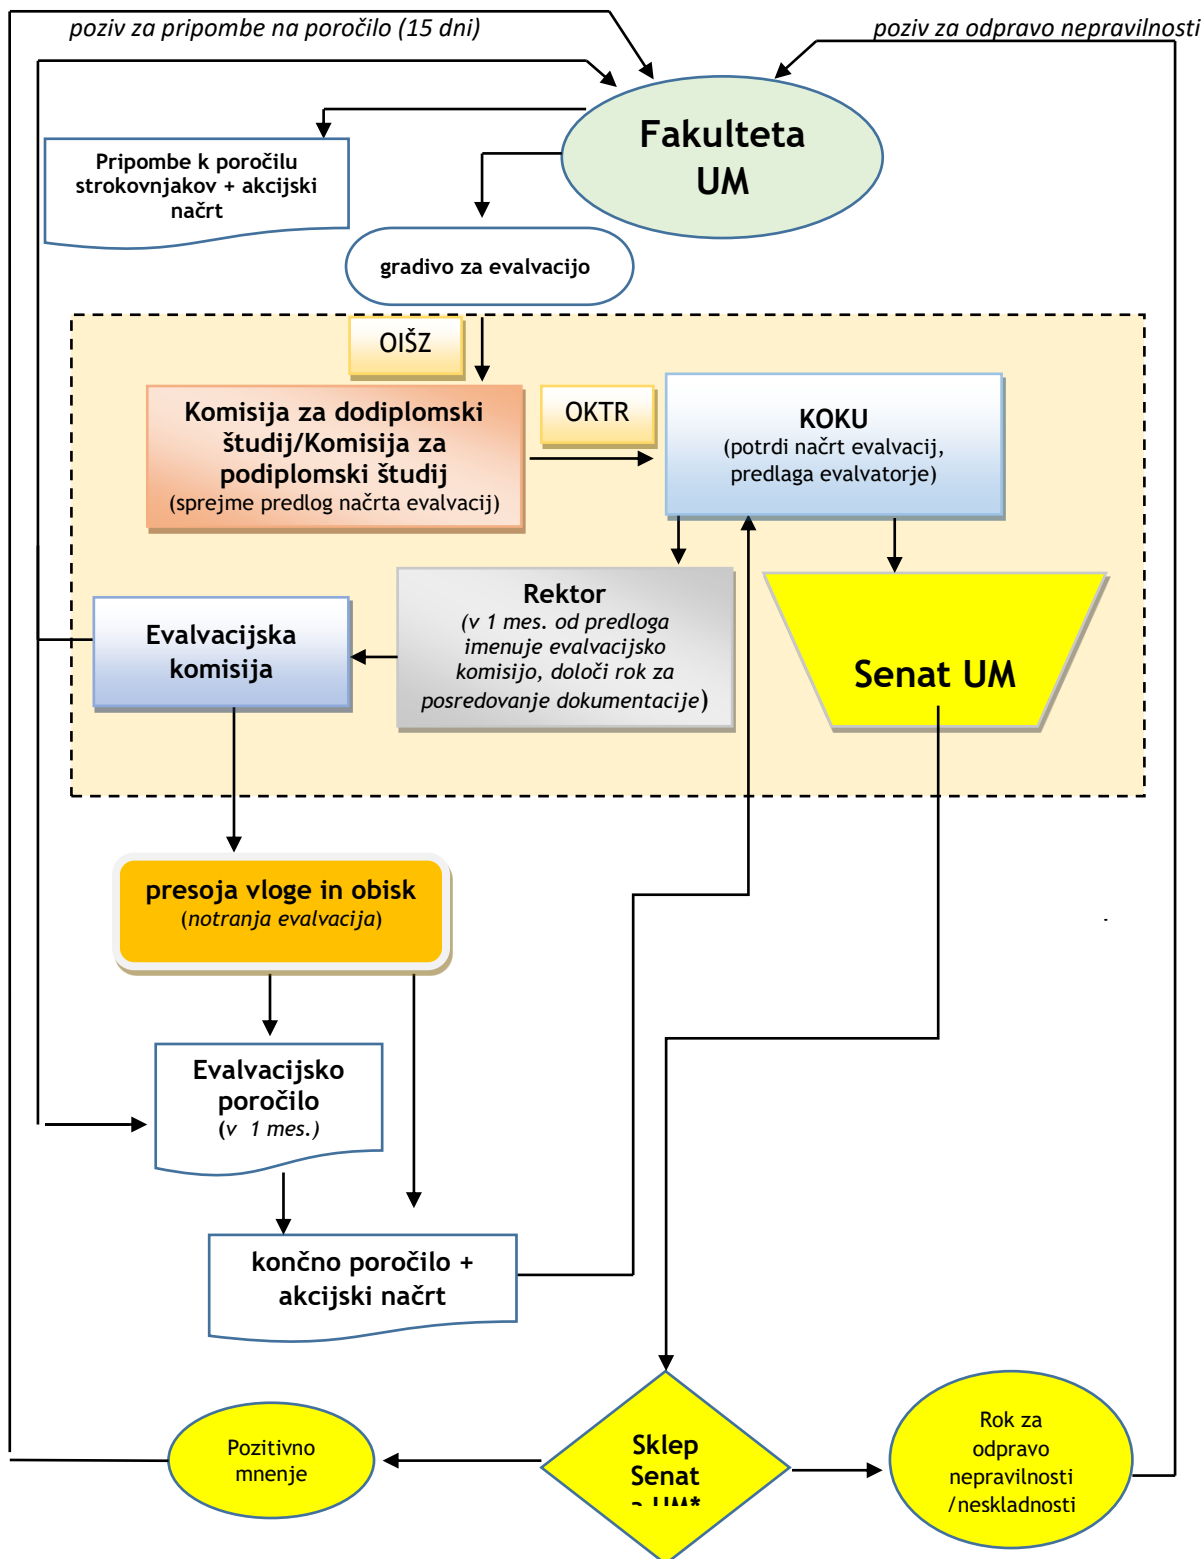 poziv za pripombe na poročilo (15 dni)
poziv za odpravo nepravilnosti
Fakulteta
UM
Pripombe k poročilu
strokovnjakov + akcijski
načrt
gradivo za evalvacijo
OIŠZ
Komisija za dodiplomski
študij/Komisija za
podiplomski študij
(sprejme predlog načrta evalvacij)
OKTR
KOKU
(potrdi načrt evalvacij,
predlaga evalvatorje)
Rektor
(v 1 mes. od predloga
imenuje evalvacijsko
komisijo, določi rok za
posredovanje dokumentacije)
Evalvacijska
komisija
Senat UM
presoja vloge in obisk
(notranja evalvacija)
Evalvacijsko
poročilo
(v 1 mes.)
končno poročilo +
akcijski načrt
Pozitivno
mnenje
Sklep
Senat
a UM*
Rok za
odpravo
nepravilnosti
/neskladnosti